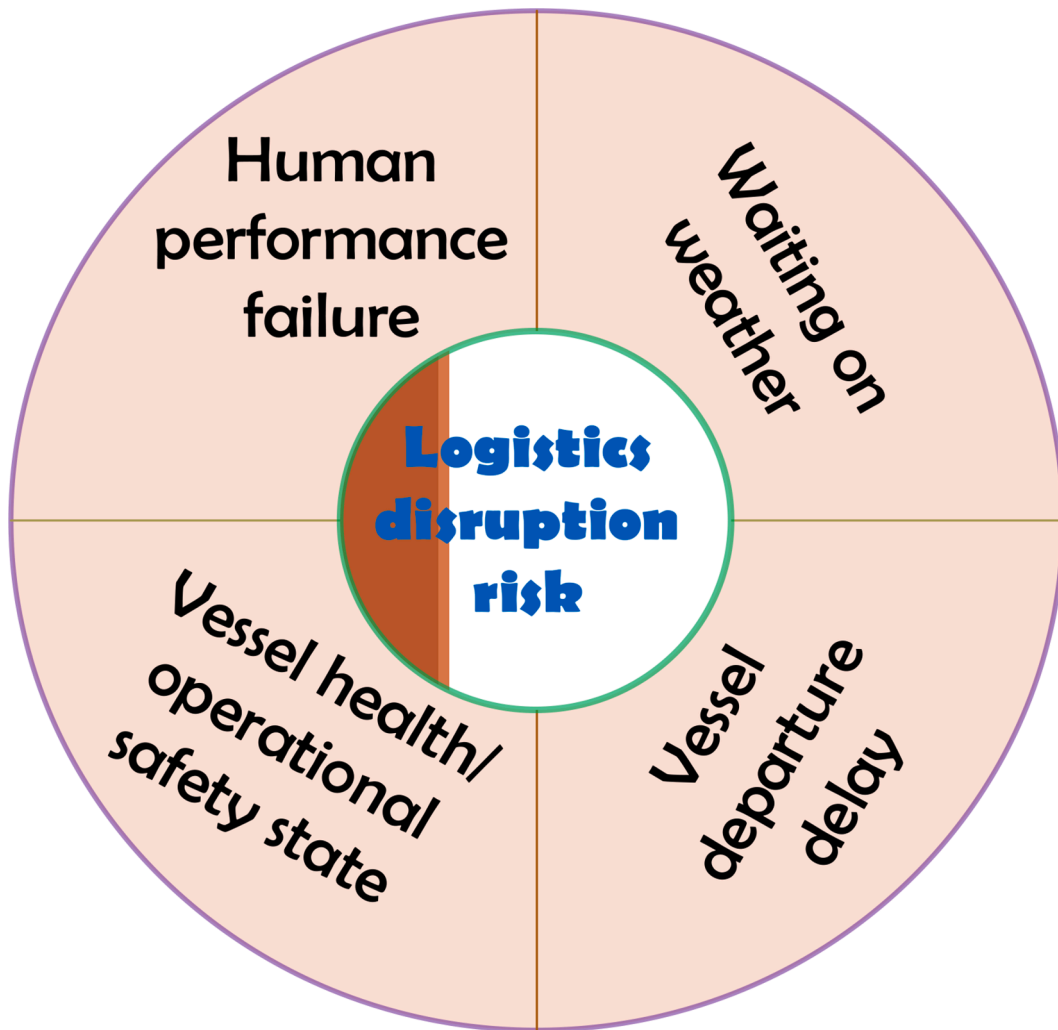 Human
performance
failure
Waiting on
weather
Logistics
disruption
risk
Vessel health/
operational
safety state
Vessel
departure
delay